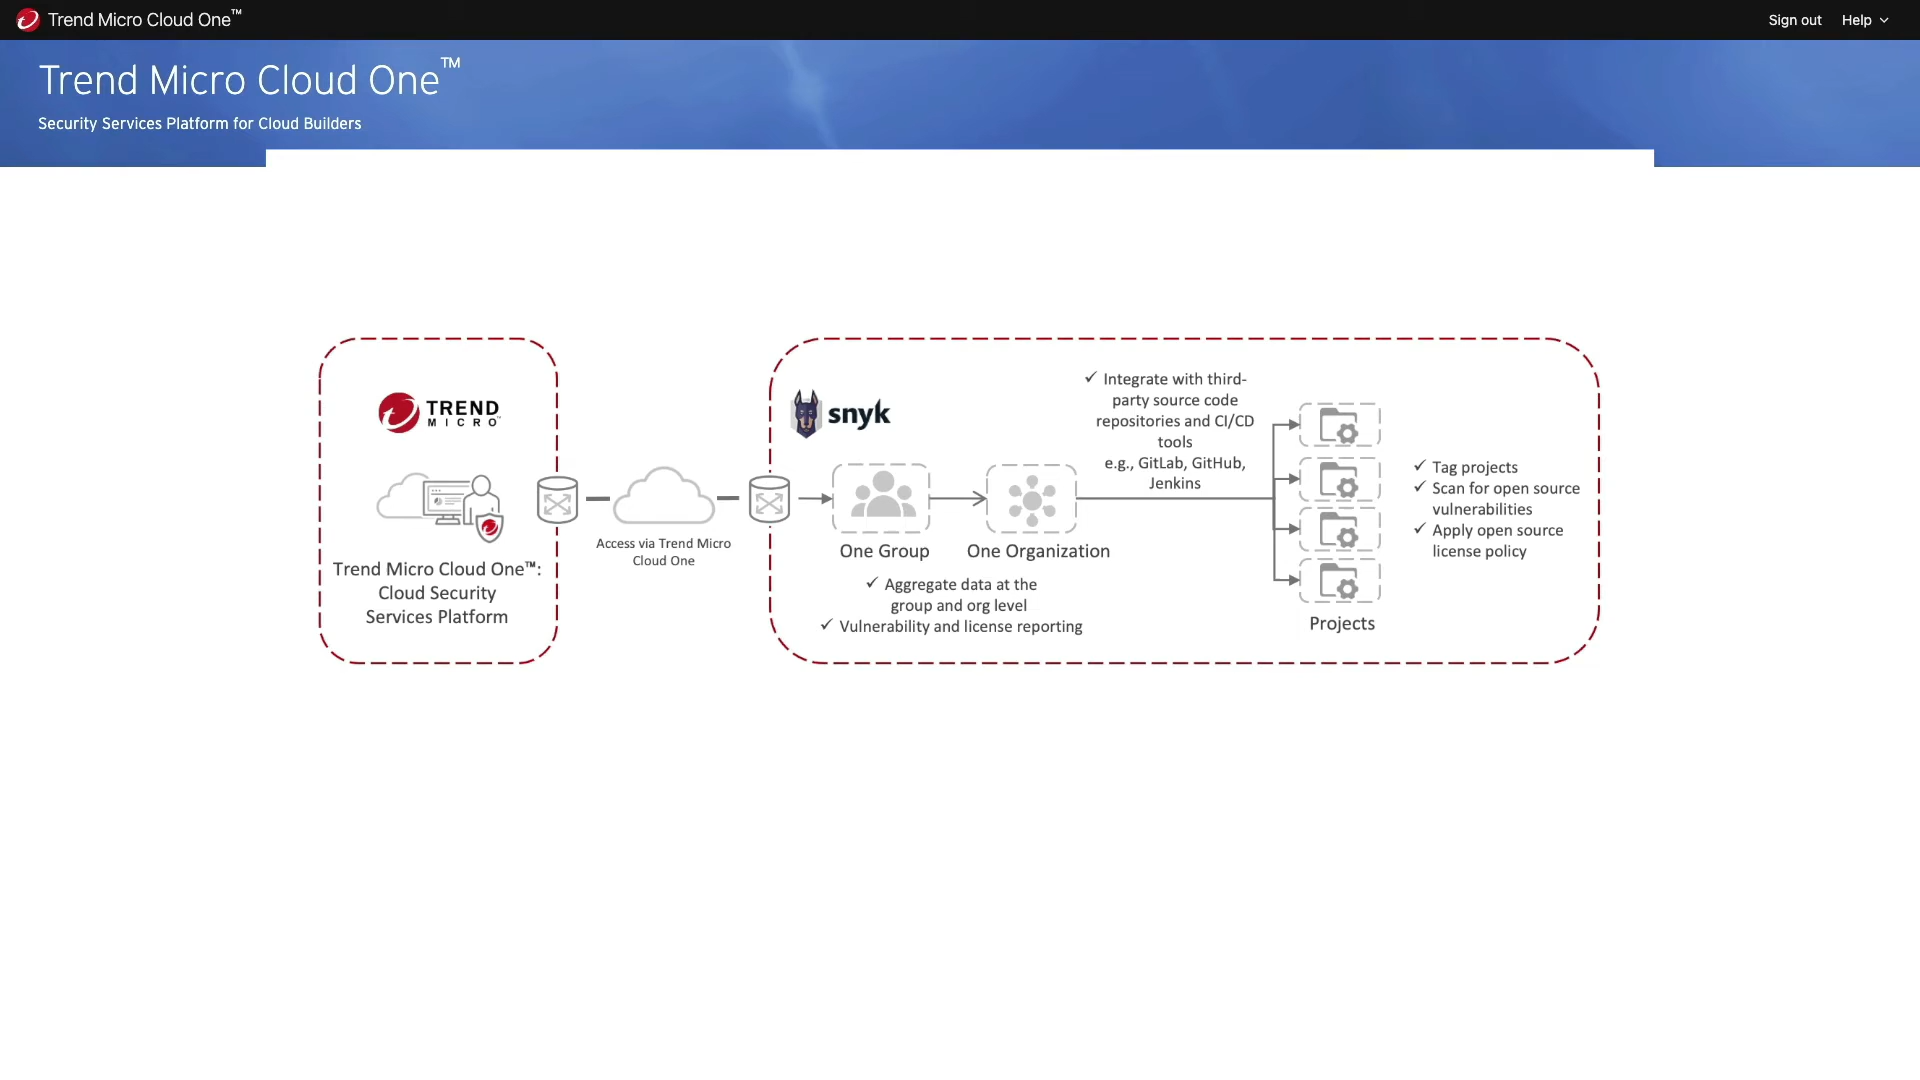 Trend Micro Cloud One™
Sign out
Help
Trend Micro Cloud One™
Security Services Platform for Cloud Builders
TREND
MICRO™
Trend Micro Cloud One™:
Cloud Security
Services Platform
Access via Trend Micro
Cloud One
snyk
One Group
One Organization
✓ Aggregate data at the
group and org level
✓ Vulnerability and license reporting
✓ Integrate with third-
party source code
repositories and CI/CD
tools
e.g., GitLab, GitHub,
Jenkins
Projects
✓ Tag projects
✓ Scan for open source
vulnerabilities
✓ Apply open source
license policy